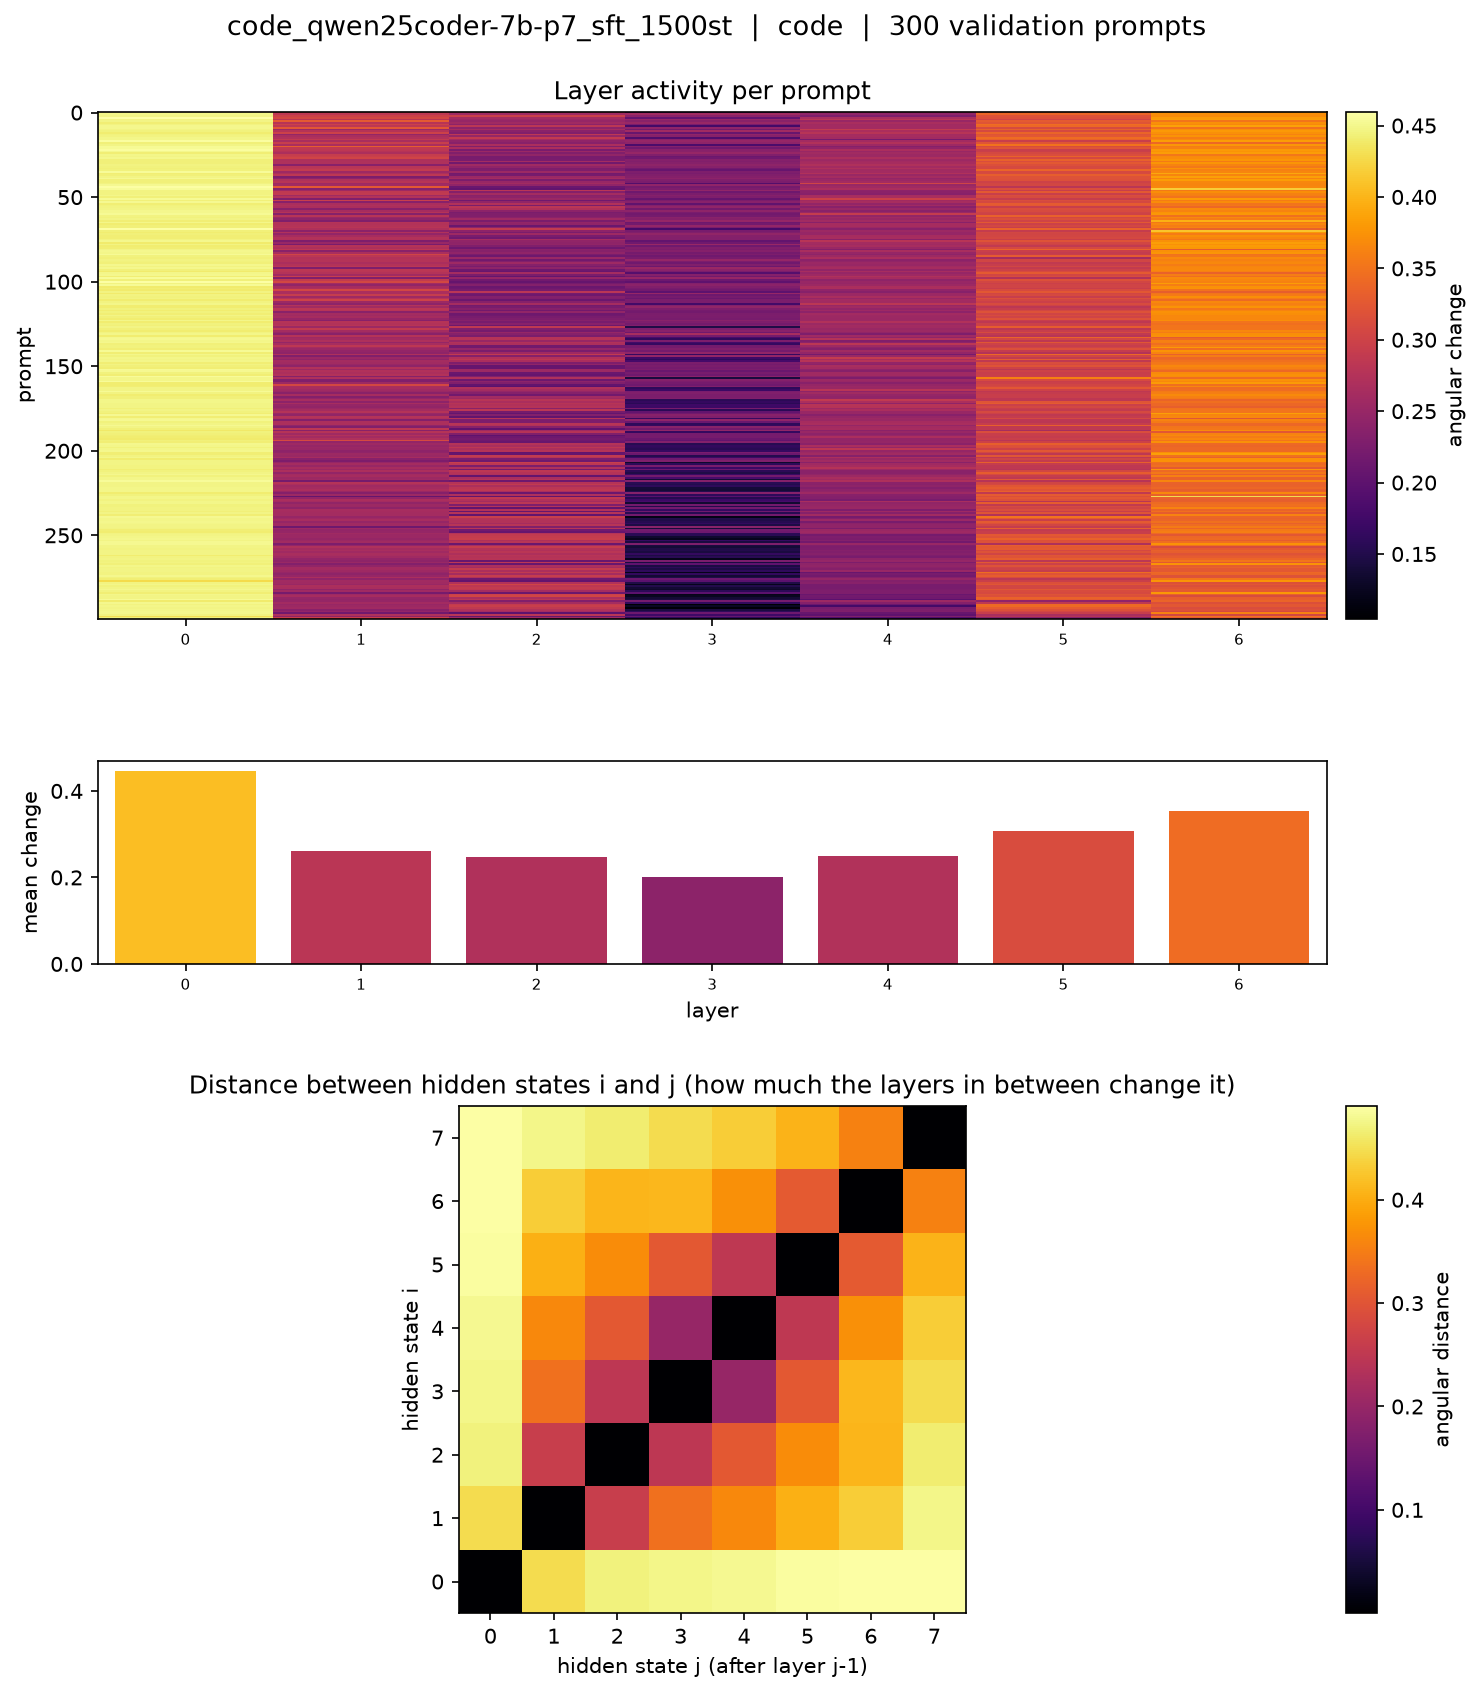 code_qwen25coder-7b-p7_sft_1500st | code | 300 validation prompts
Layer activity per prompt
prompt
0
50
100
150
200
250
0 1 2 3 4 5 6
0.45
0.40
0.35
0.30
0.25
0.20
0.15
angular change
mean change
0.4
0.2
0.0
0 1 2 3 4 5 6
layer
Distance between hidden states i and j (how much the layers in between change it)
hidden state i
7
6
5
4
3
2
1
0
0 1 2 3 4 5 6 7
hidden state j (after layer j-1)
0.4
0.3
0.2
0.1
angular distance